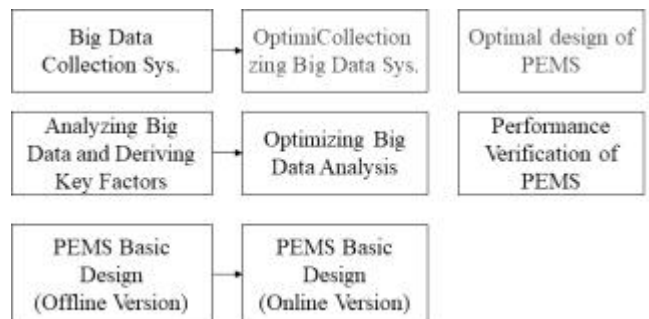 Big Data
Collection Sys.
OptimiCollection
zing Big Data Sys.
Optimal design of
PEMS
Analyzing Big
Data and Deriving
Key Factors
Optimizing Big
Data Analysis
Performance
Verification of
PEMS
PEMS Basic
Design
(Offline Version)
PEMS Basic
Design
(Online Version)